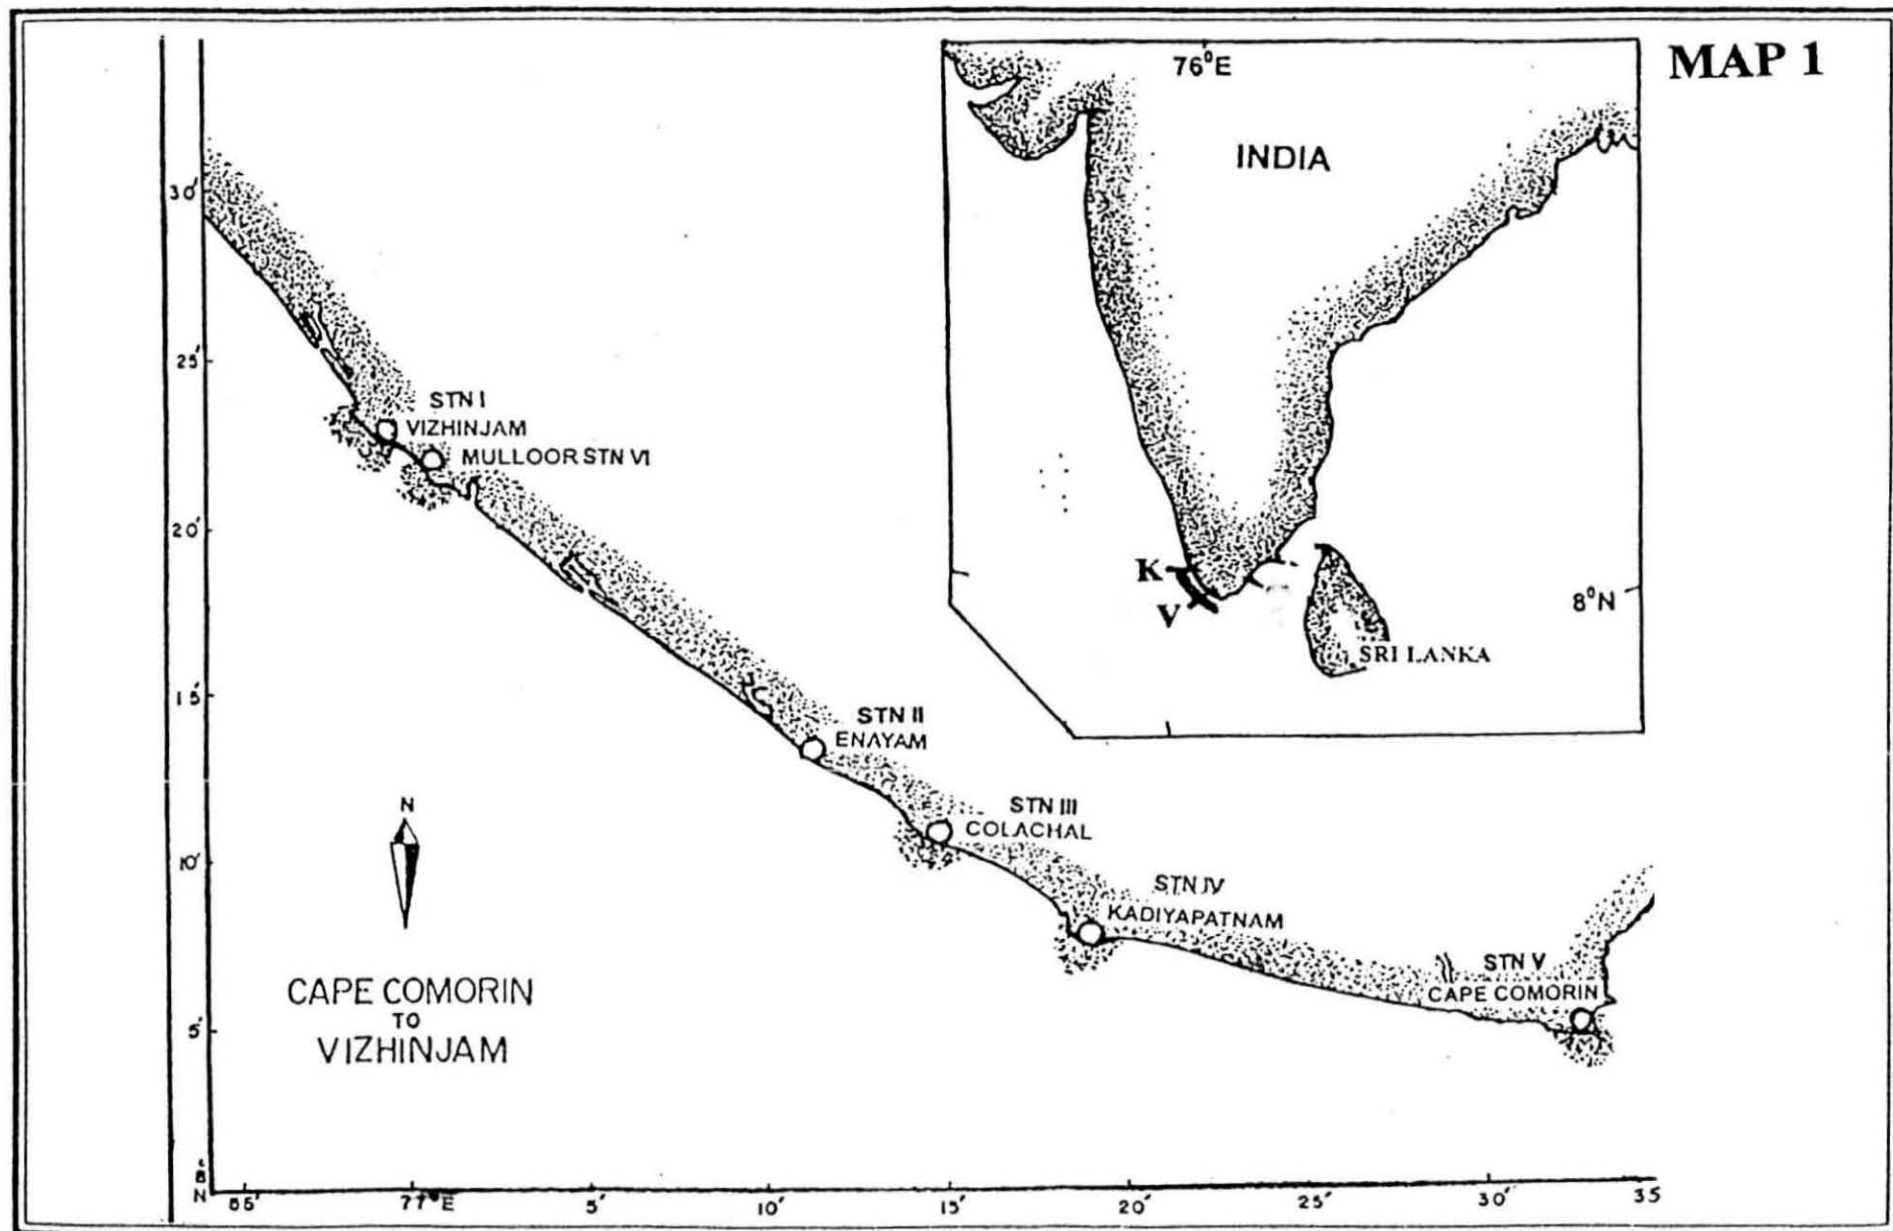 MAP 1
76°E
INDIA
K
V
8°N
SRI LANKA
30'
25'
20'
15'
10'
5'
8°
N
STN I
VIZHINJAM
MULLOOR STN VI
STN II
ENAYAM
STN III
COLACHAL
STN IV
KADIYAPATNAM
STN V
CAPE COMORIN
N
CAPE COMORIN
TO
VIZHINJAM
55' 77°E 5' 10' 15' 20' 25' 30' 35